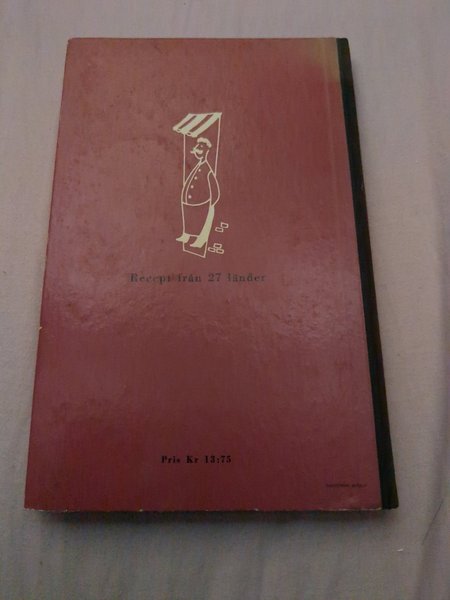 Recept från 27 länder
Pris Kr 13:75